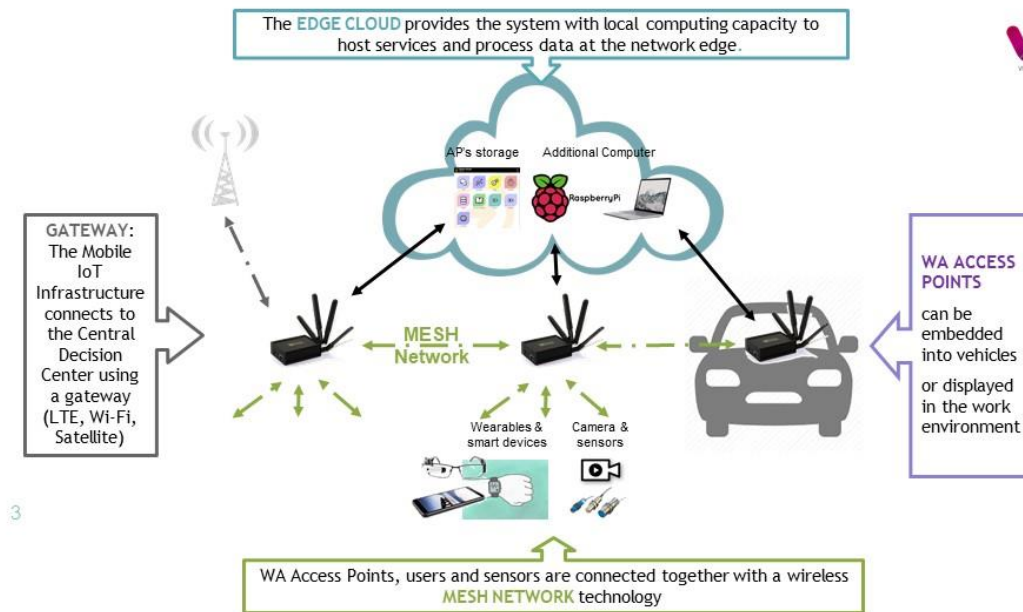 The EDGE CLOUD provides the system with local computing capacity to
host services and process data at the network edge.
AP's storage
Additional Computer
RaspberryPi
GATEWAY:
The Mobile
IoT
Infrastructure
connects to
the Central
Decision
Center using
a gateway
(LTE, Wi-Fi,
Satellite)
MESH
Network
WA ACCESS
POINTS
can be
embedded
into vehicles
or displayed
in the work
environment
Wearables &
smart devices
Camera &
sensors
3
WA Access Points, users and sensors are connected together with a wireless
MESH NETWORK technology